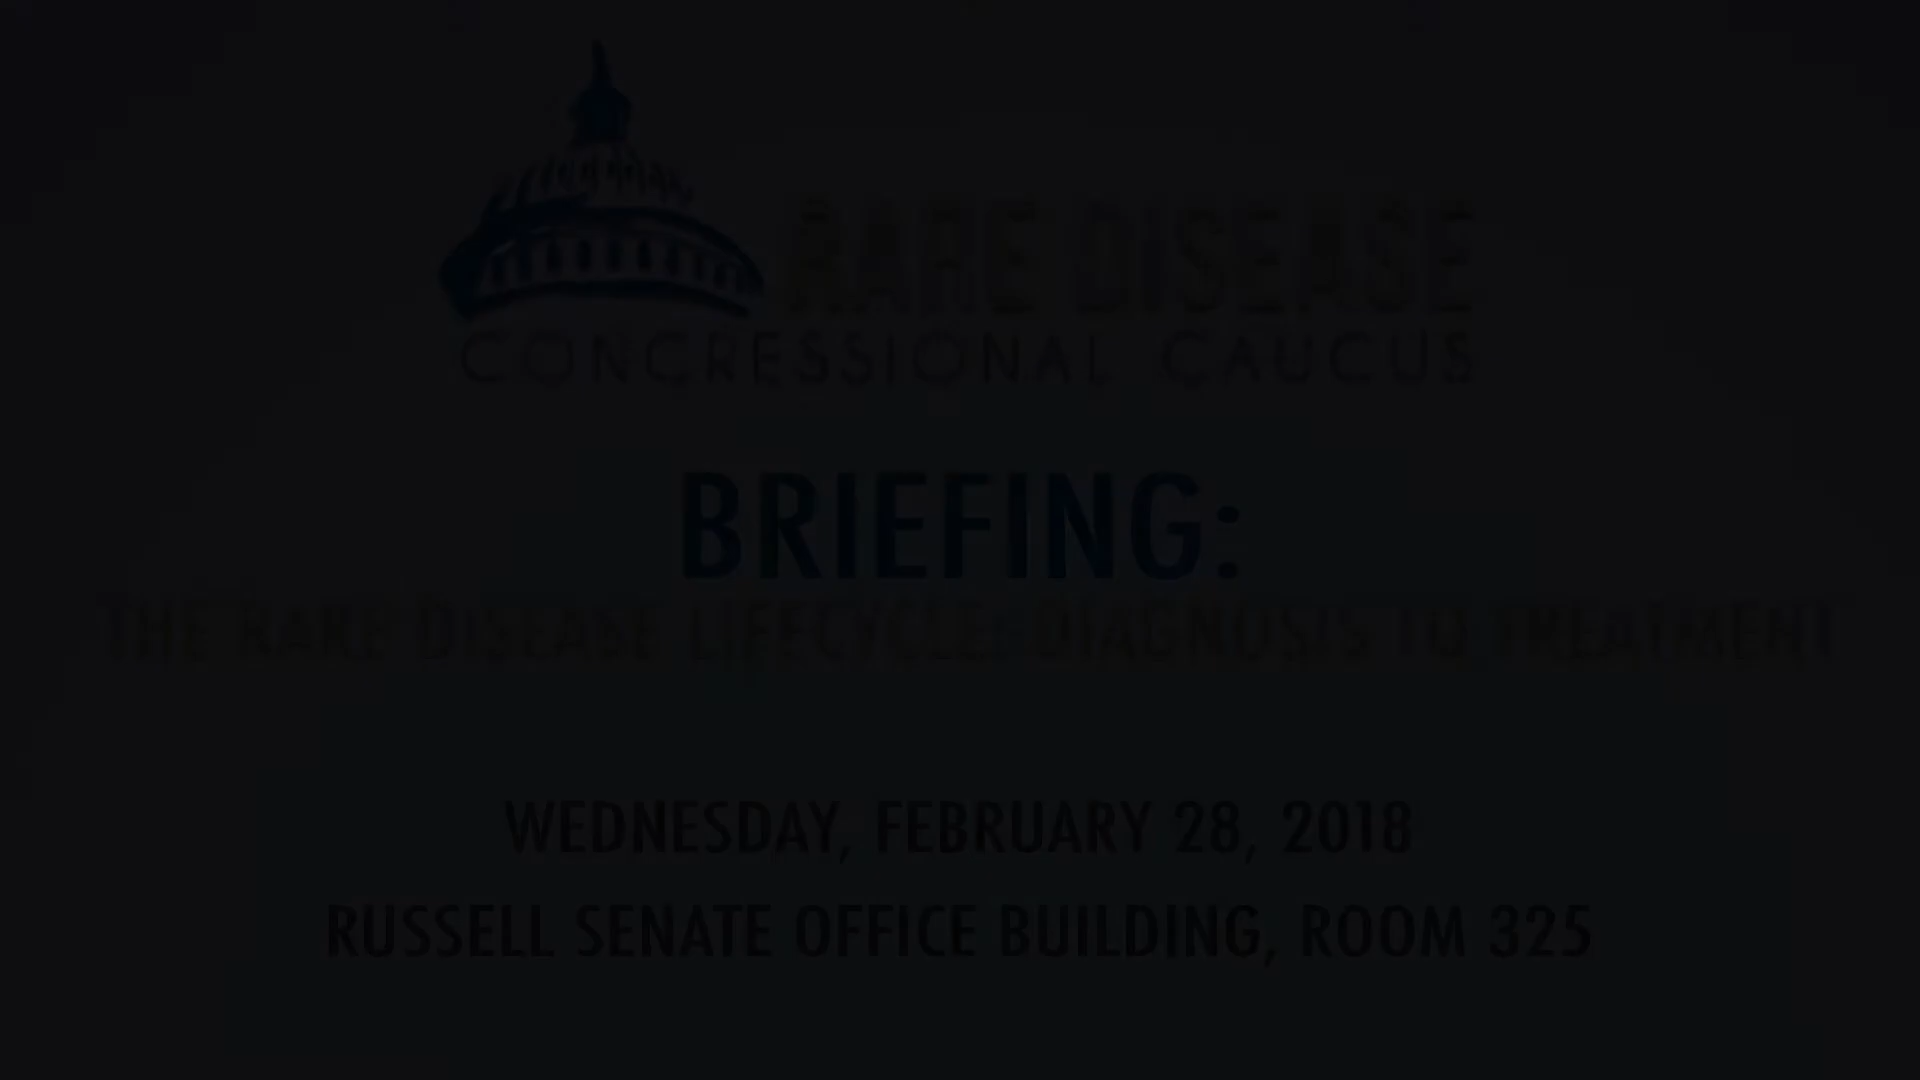 RARE DISEASE
CONGRESSIONAL CAUCUS
BRIEFING:
THE RARE DISEASE LIFECYCLE: DIAGNOSIS TO TREATMENT
WEDNESDAY, FEBRUARY 28, 2018
RUSSELL SENATE OFFICE BUILDING, ROOM 325